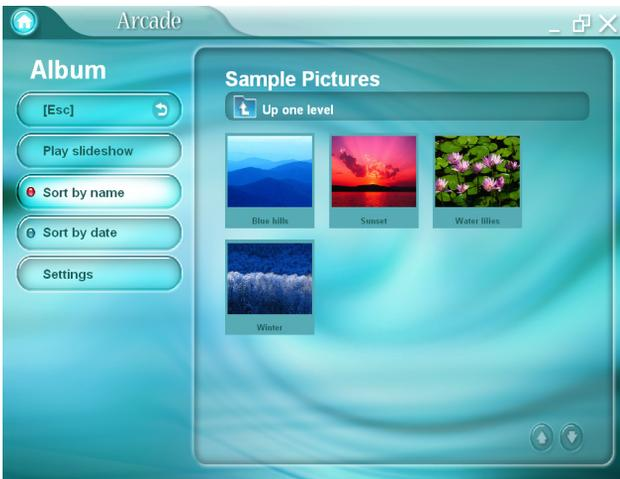 Arcade
Album
[Esc]
Play slideshow
Sort by name
Sort by date
Settings
Sample Pictures
Up one level
Blue hills
Sunset
Water lilies
Winter